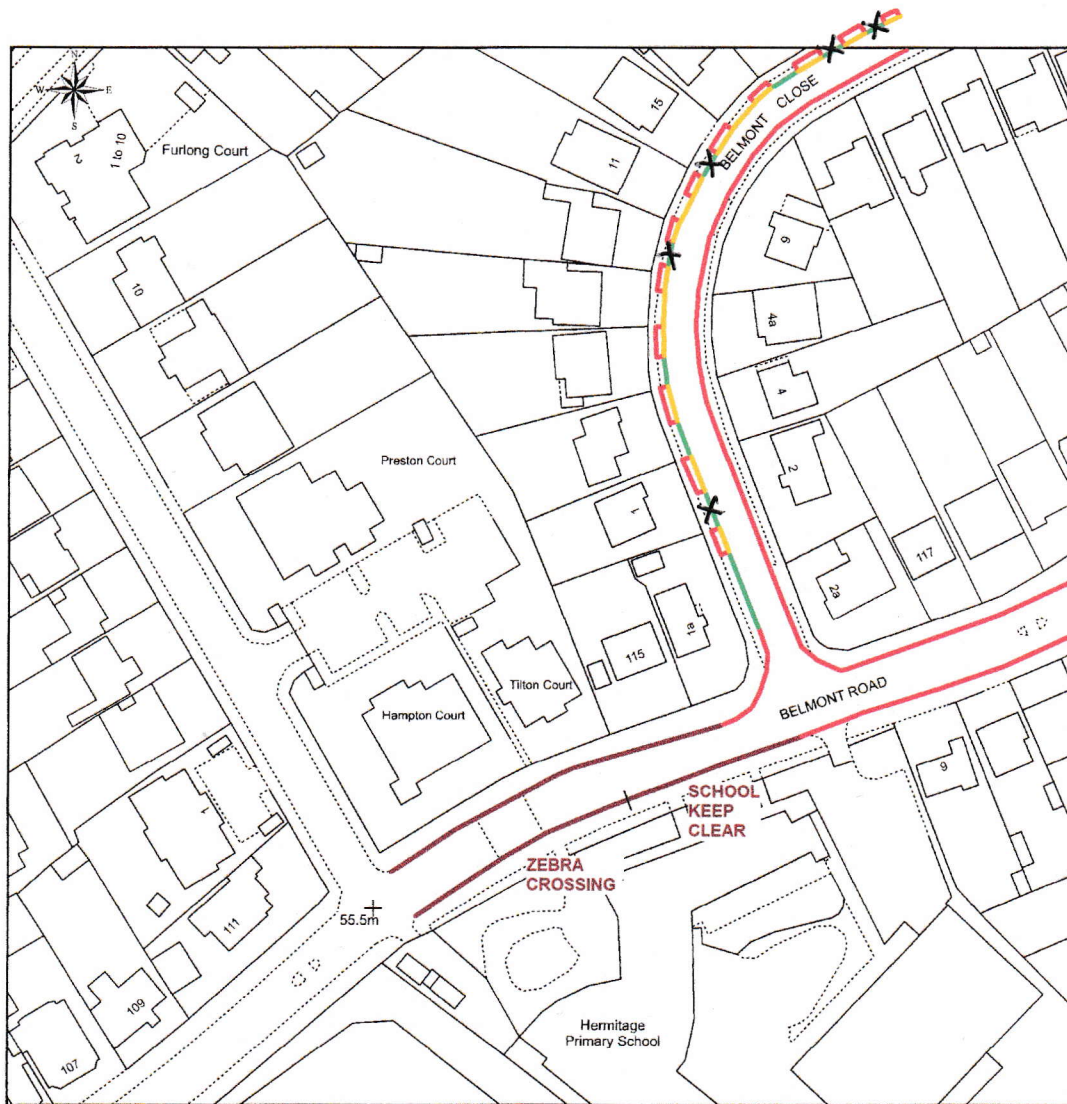 N
W E
S
BELMONT CLOSE
15
11
2
1 to 10
Furlong Court
10
6
4a
4
2
Preston Court
1
117
2a
1a
115
Tilton Court
Hampton Court
BELMONT ROAD
9
SCHOOL
KEEP
CLEAR
1
ZEBRA
CROSSING
55.5m
111
109
107
Hermitage
Primary School